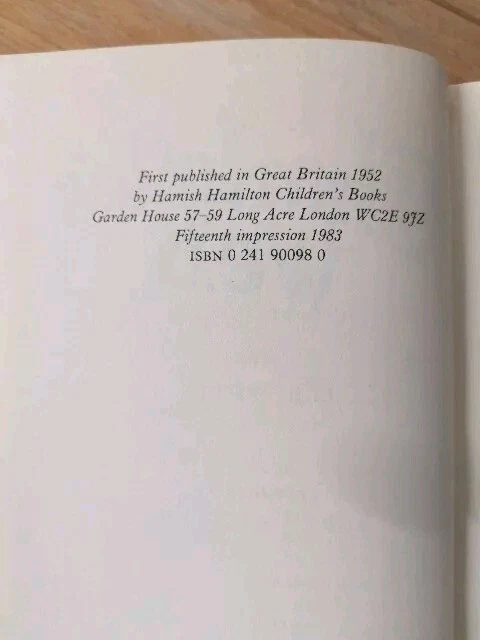 First published in Great Britain 1952
by Hamish Hamilton Children's Books
Garden House 57–59 Long Acre London WC2E 9JZ
Fifteenth impression 1983
ISBN 0 241 90098 0